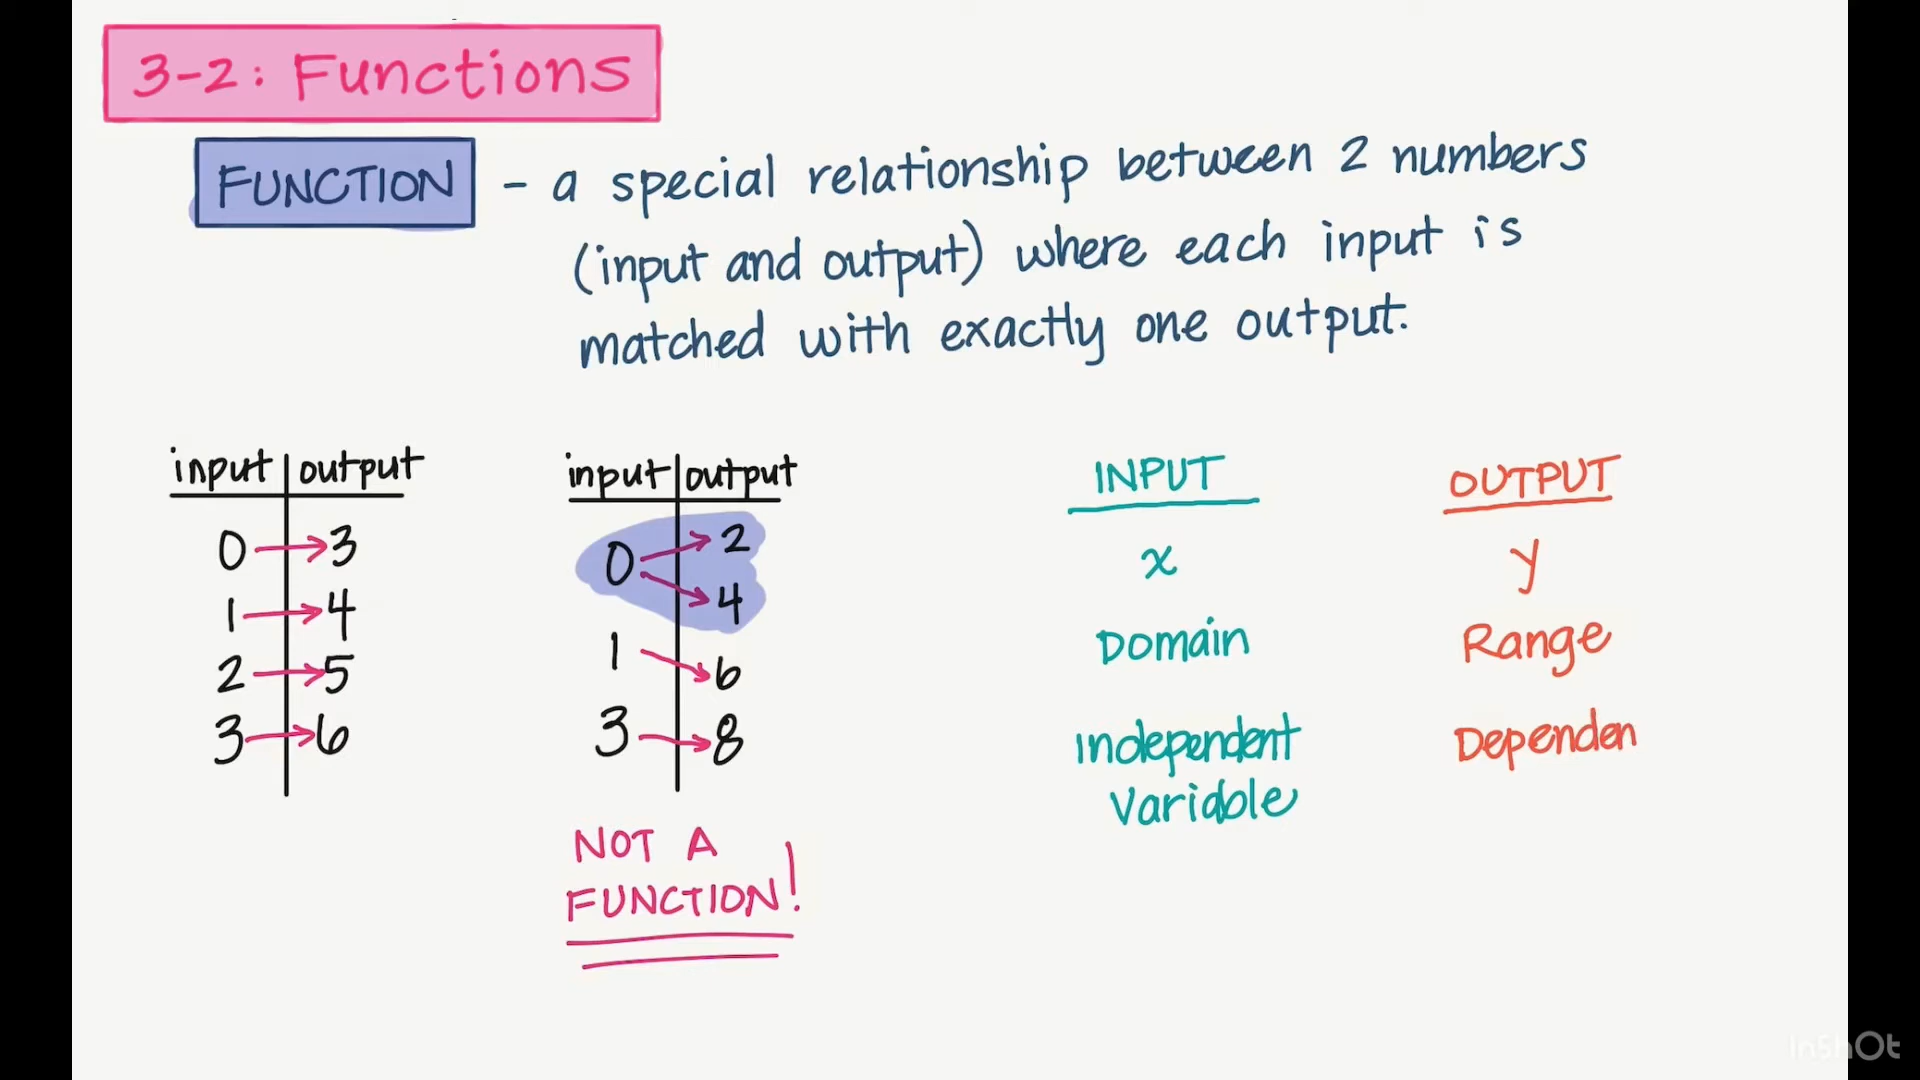 3-2: Functions
FUNCTION - a special relationship between 2 numbers
(input and output) where each input is
matched with exactly one output.
input output
0 3
1 4
2 5
3 6
input output
0 2
4
1 6
3 8
NOT A
FUNCTION!
INPUT OUTPUT
x y
Domain Range
Independent Dependen
Variable
InShOt